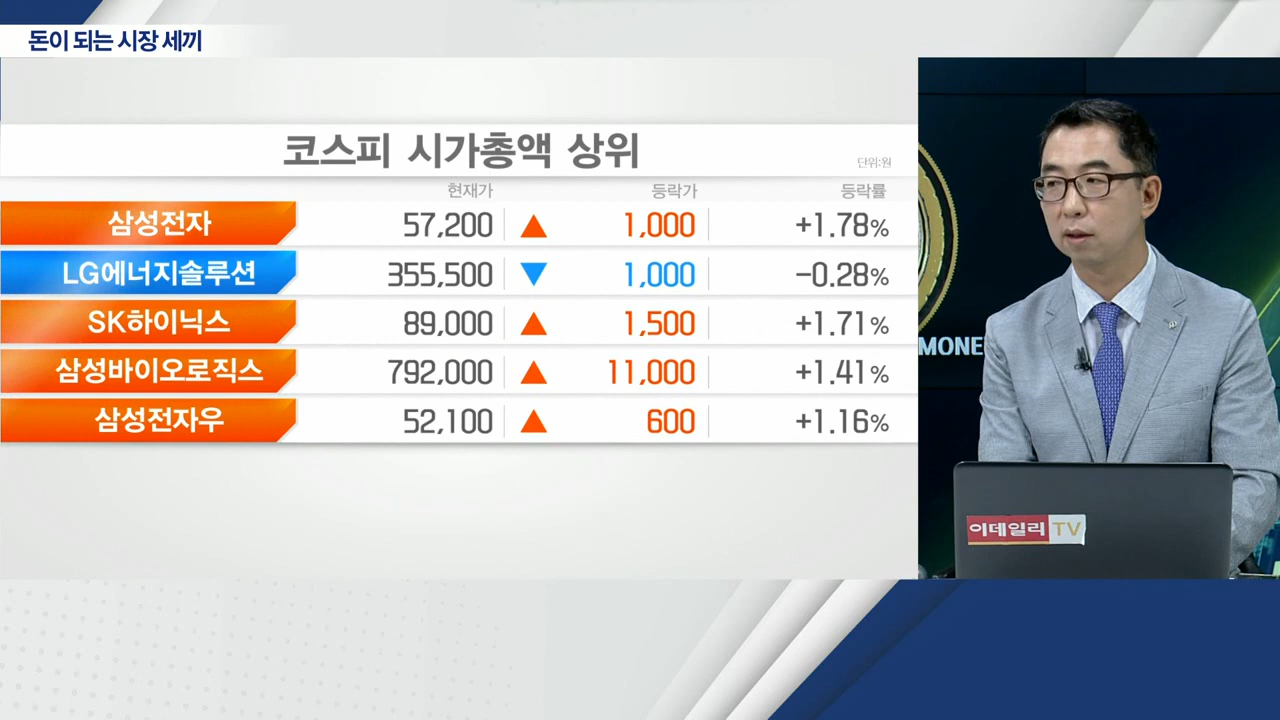 돈이 되는 시장 세끼
코스피 시가총액 상위
단위:원
현재가 등락가 등락률
삼성전자 57,200 ▲ 1,000 +1.78%
LG에너지솔루션 355,500 ▼ 1,000 -0.28%
SK하이닉스 89,000 ▲ 1,500 +1.71%
삼성바이오로직스 792,000 ▲ 11,000 +1.41%
삼성전자우 52,100 ▲ 600 +1.16%
MONE
이데일리 TV